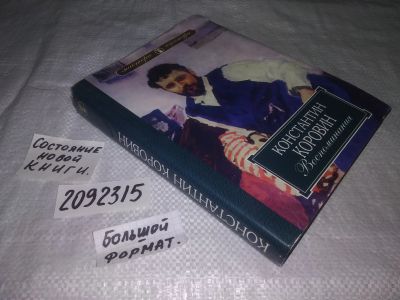 КОНСТАНТИН
КОРОВИН
Воспоминания
КОНСТАНТИН КОРОВИН
Состояние
новой
книги.
2092315
Большой
формат.